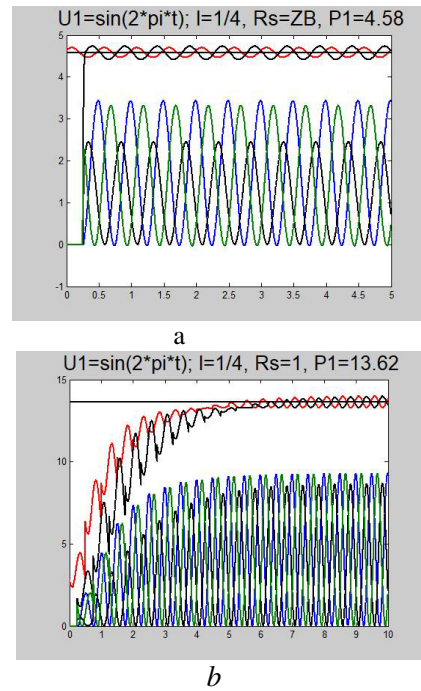 U1=sin(2*pi*t); I=1/4, Rs=ZB, P1=4.58
5
4
3
2
1
0
-1
0 0.5 1 1.5 2 2.5 3 3.5 4 4.5 5
a
U1=sin(2*pi*t); I=1/4, Rs=1, P1=13.62
15
10
5
0
0 1 2 3 4 5 6 7 8 9 10
b